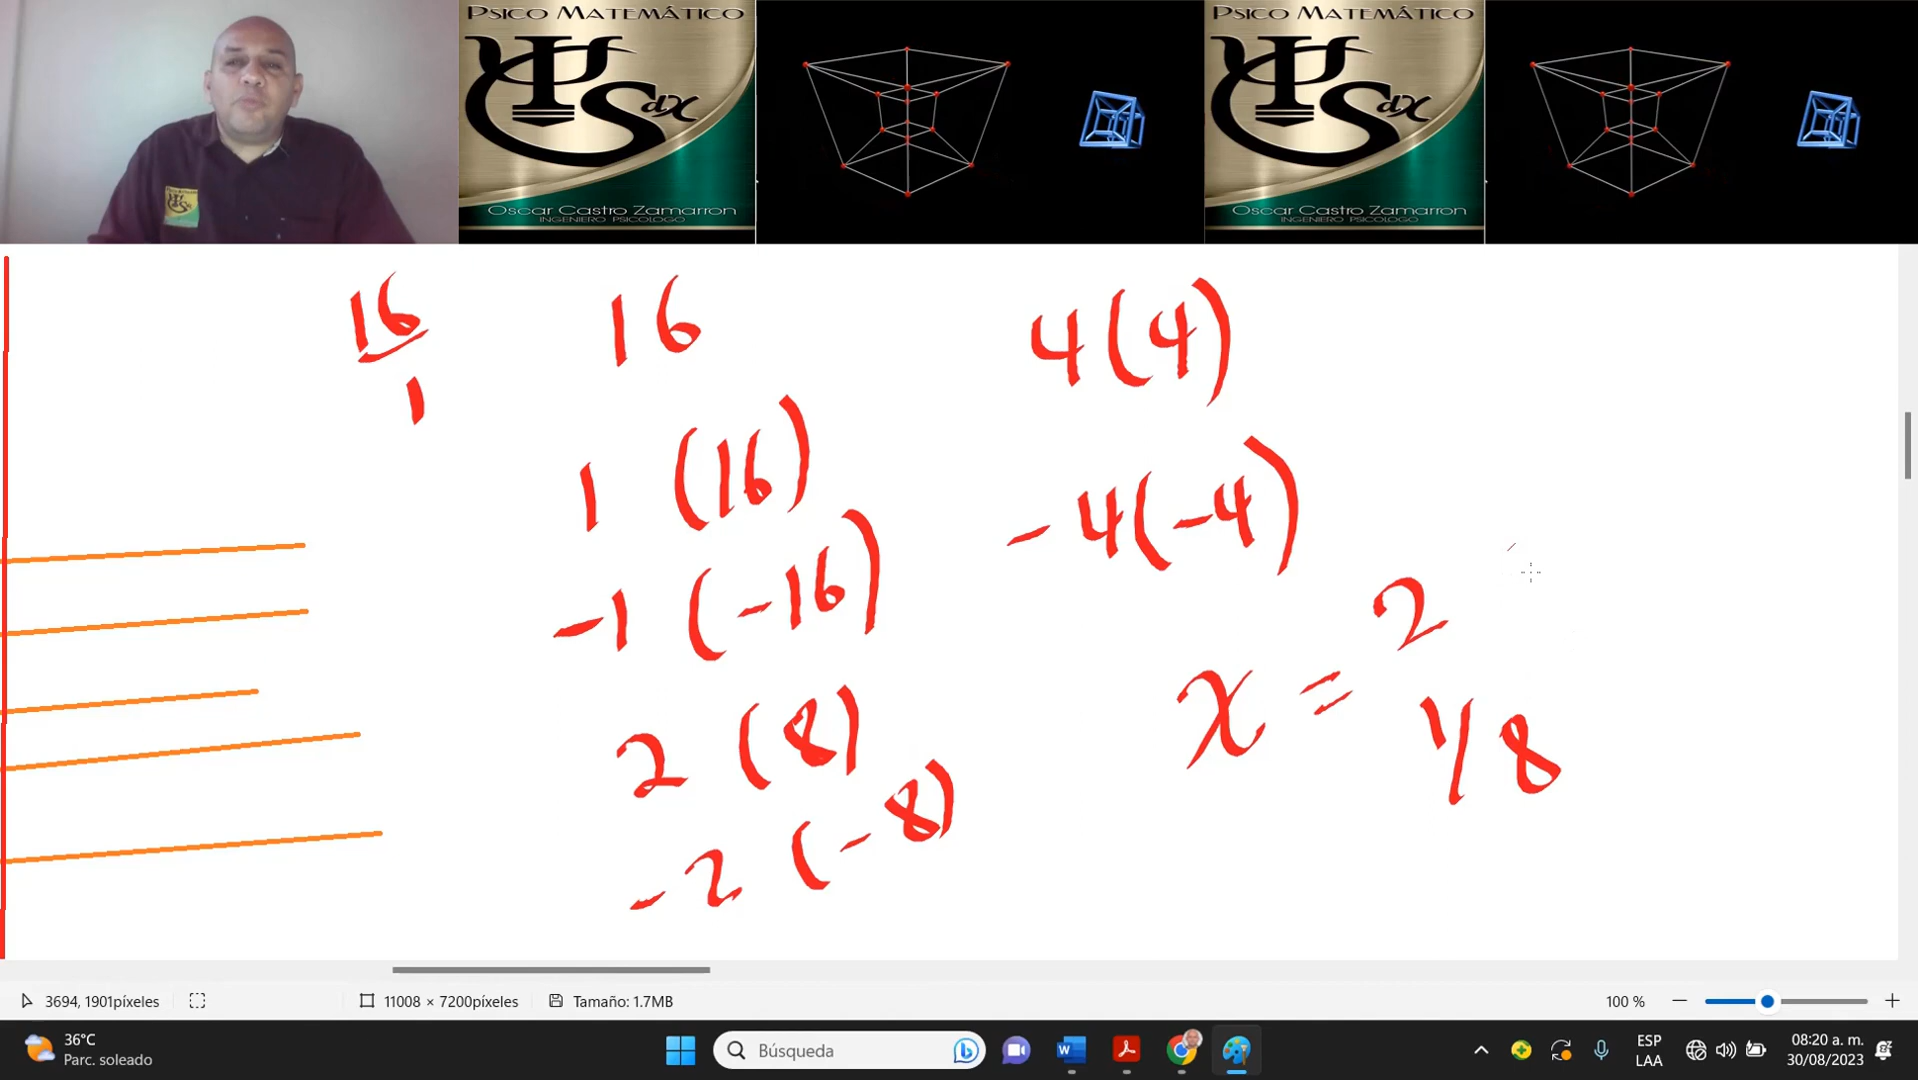 PSICO MATEMÁTICO
dx
OSCAR CASTRO ZAMARRON
INGENIERO PSICOLOGO
PSICO MATEMÁTICO
dx
OSCAR CASTRO ZAMARRON
INGENIERO PSICOLOGO
16
1
16
4(4)
1 (16)
-4(-4)
-1 (-16)
2
x =
1/8
2 (8)
-2 (-8)
3694, 1901píxeles
11008 × 7200píxeles
Tamaño: 1.7MB
100 %
36°C
Parc. soleado
Búsqueda
ESP
LAA
08:20 a. m.
30/08/2023